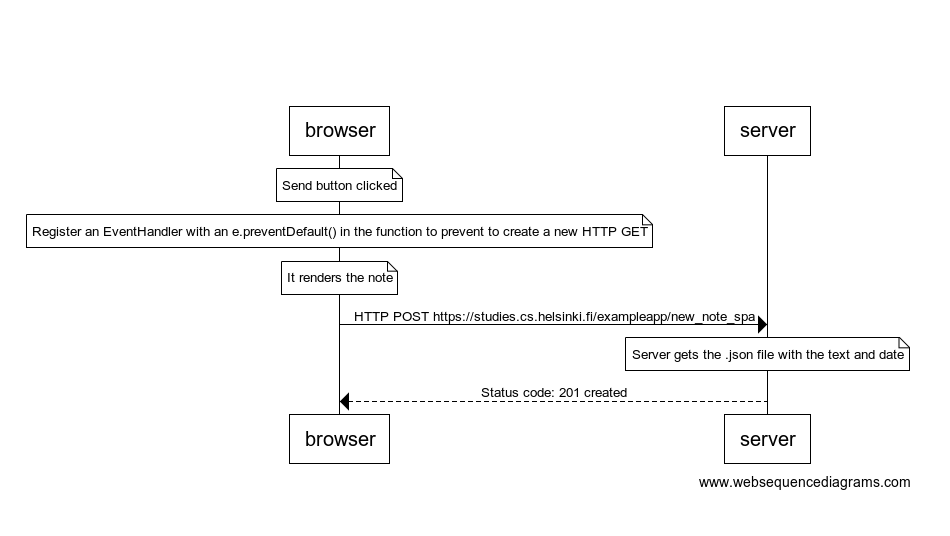 browser
server
Send button clicked
Register an EventHandler with an e.preventDefault() in the function to prevent to create a new HTTP GET
It renders the note
HTTP POST https://studies.cs.helsinki.fi/exampleapp/new_note_spa
Server gets the .json file with the text and date
Status code: 201 created
browser
server
www.websequencediagrams.com